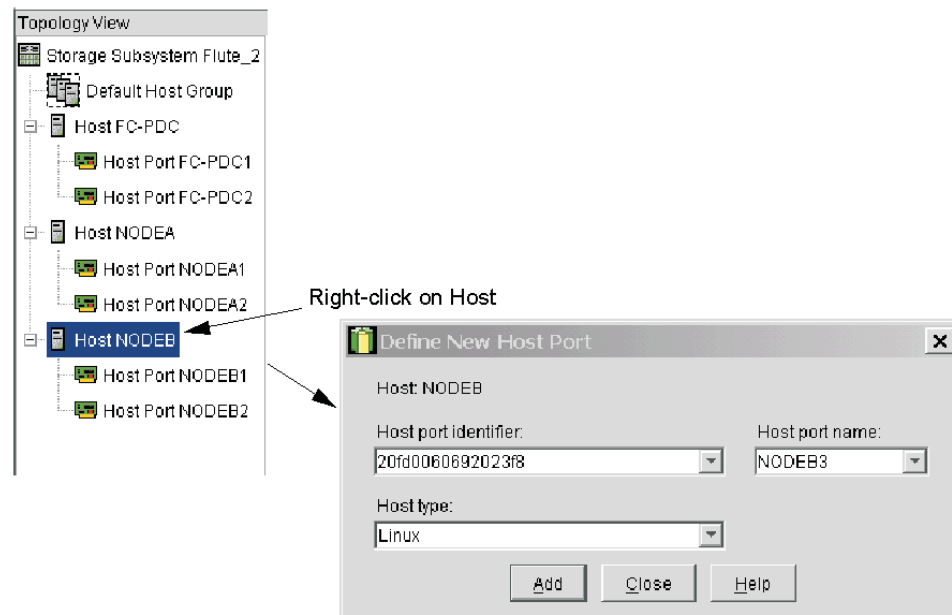 Topology View
Storage Subsystem Flute_2
Default Host Group
Host FC-PDC
Host Port FC-PDC1
Host Port FC-PDC2
Host NODEA
Host Port NODEA1
Host Port NODEA2
Host NODEB
Host Port NODEB1
Host Port NODEB2
Right-click on Host
Define New Host Port
Host: NODEB
Host port identifier:
20fd0060692023f8
Host port name:
NODEB3
Host type:
Linux
Add Close Help